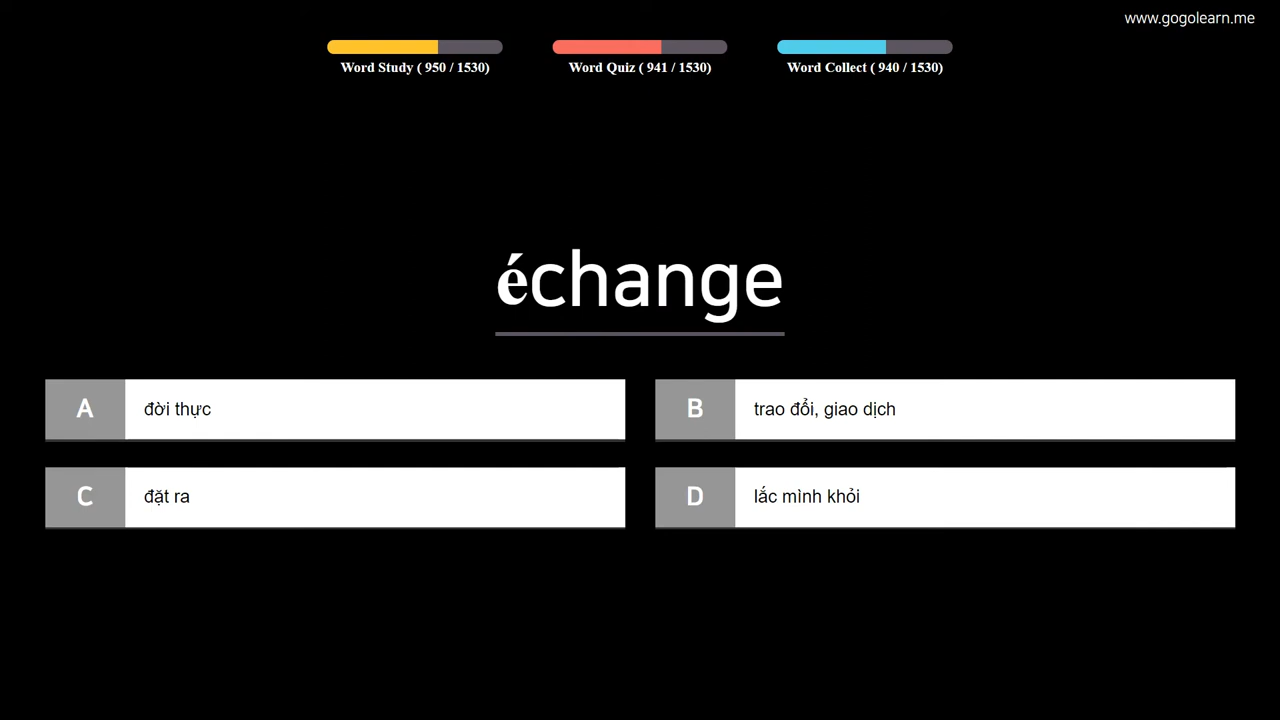 www.gogolearn.me
Word Study ( 950 / 1530)
Word Quiz ( 941 / 1530)
Word Collect ( 940 / 1530)
échange
A đời thực
B trao đổi, giao dịch
C đặt ra
D lắc mình khỏi